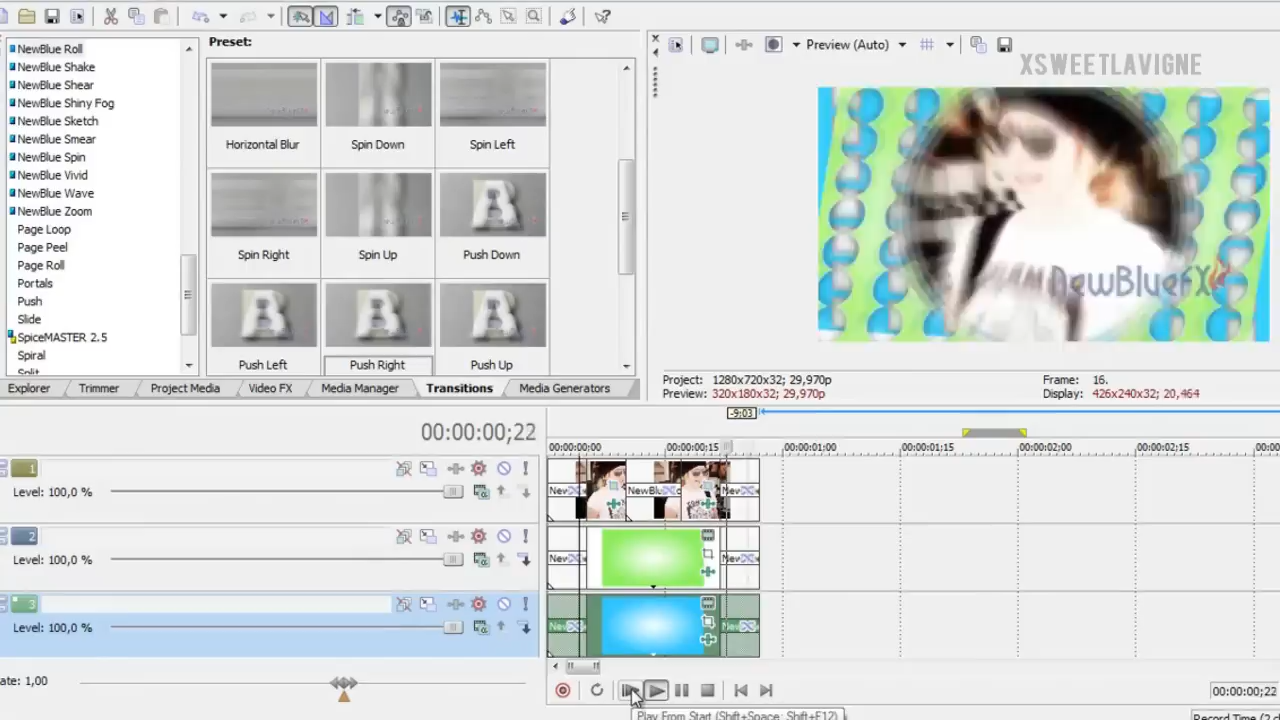 Preset:
NewBlue Roll
NewBlue Shake
NewBlue Shear
NewBlue Shiny Fog
NewBlue Sketch
NewBlue Smear
NewBlue Spin
NewBlue Vivid
NewBlue Wave
NewBlue Zoom
Page Loop
Page Peel
Page Roll
Portals
Push
Slide
SpiceMASTER 2.5
Spiral
Split
Horizontal Blur
Spin Down
Spin Left
Spin Right
Spin Up
Push Down
Push Left
Push Right
Push Up
Explorer
Trimmer
Project Media
Video FX
Media Manager
Transitions
Media Generators
Preview (Auto)
XSWEETLAVIGNE
NewBlueFX
Project: 1280x720x32; 29,970p
Preview: 320x180x32; 29,970p
Frame: 16.
Display: 426x240x32; 20,464
-9:03
00:00:00;22
00:00:00;00
00:00:00;15
00:00:01;00
00:00:01;15
00:00:02;00
00:00:02;15
1
Level: 100,0 %
2
Level: 100,0 %
3
Level: 100,0 %
ate: 1,00
00:00:00;22
Play From Start (Shift+Space; Shift+F12)